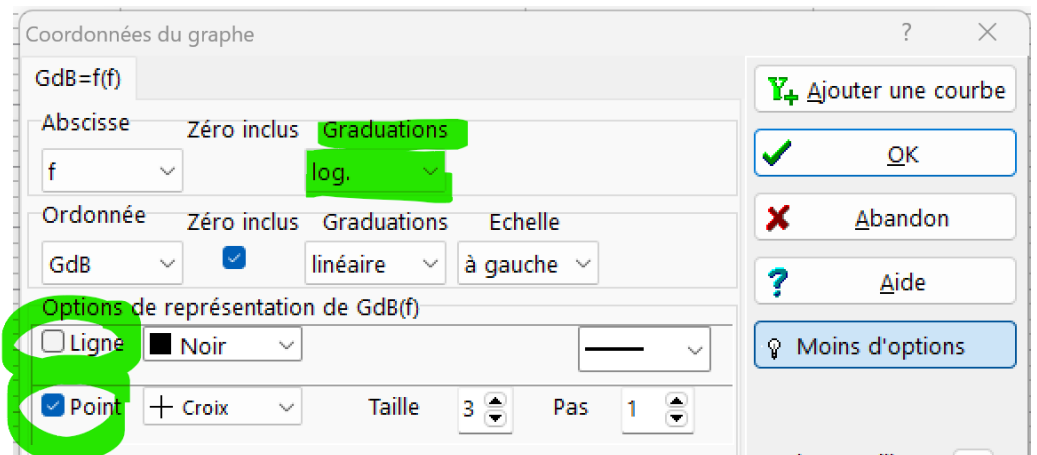 Coordonnées du graphe ?
GdB=f(f)
Abscisse Zéro inclus Graduations
f log.
Ordonnée Zéro inclus Graduations Echelle
GdB linéaire à gauche
Options de représentation de GdB(f)
Ligne Noir
Point Croix Taille 3 Pas 1
Ajouter une courbe
OK
Abandon
? Aide
Moins d'options